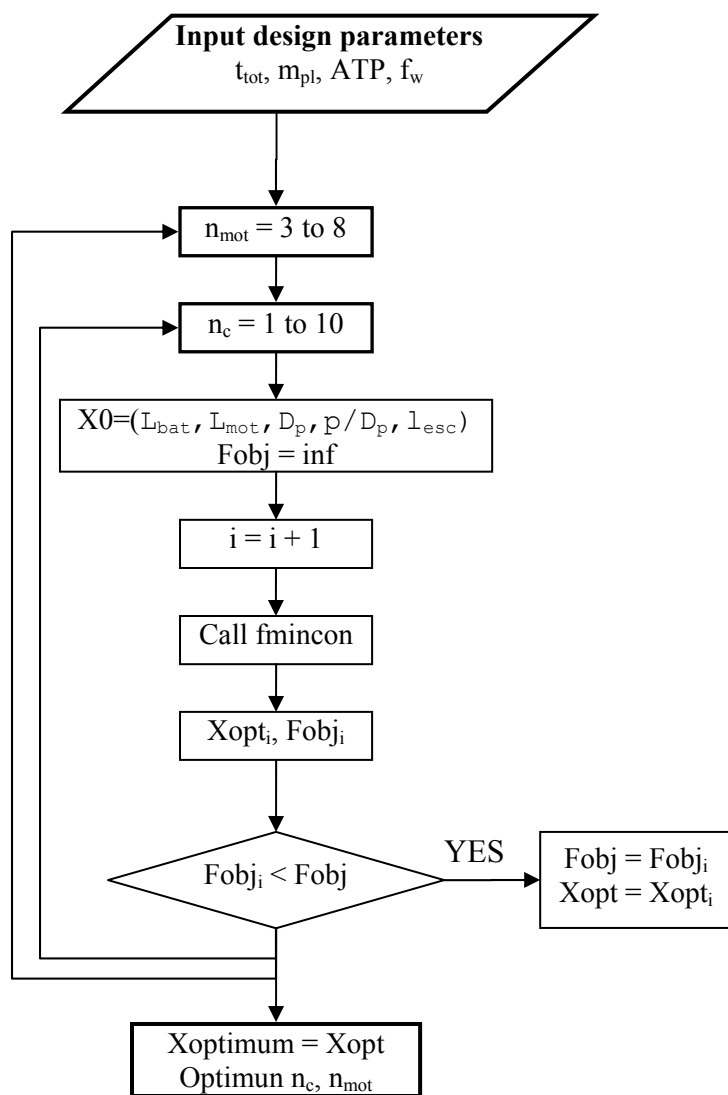 Input design parameters
t_tot, m_pl, ATP, f_w
n_mot = 3 to 8
n_c = 1 to 10
X0=(L_bat, L_mot, D_p, p/D_p, l_esc)
Fobj = inf
i = i + 1
Call fmincon
Xopt_i, Fobj_i
Fobj_i < Fobj
YES
Fobj = Fobj_i
Xopt = Xopt_i
Xoptimum = Xopt
Optimun n_c, n_mot